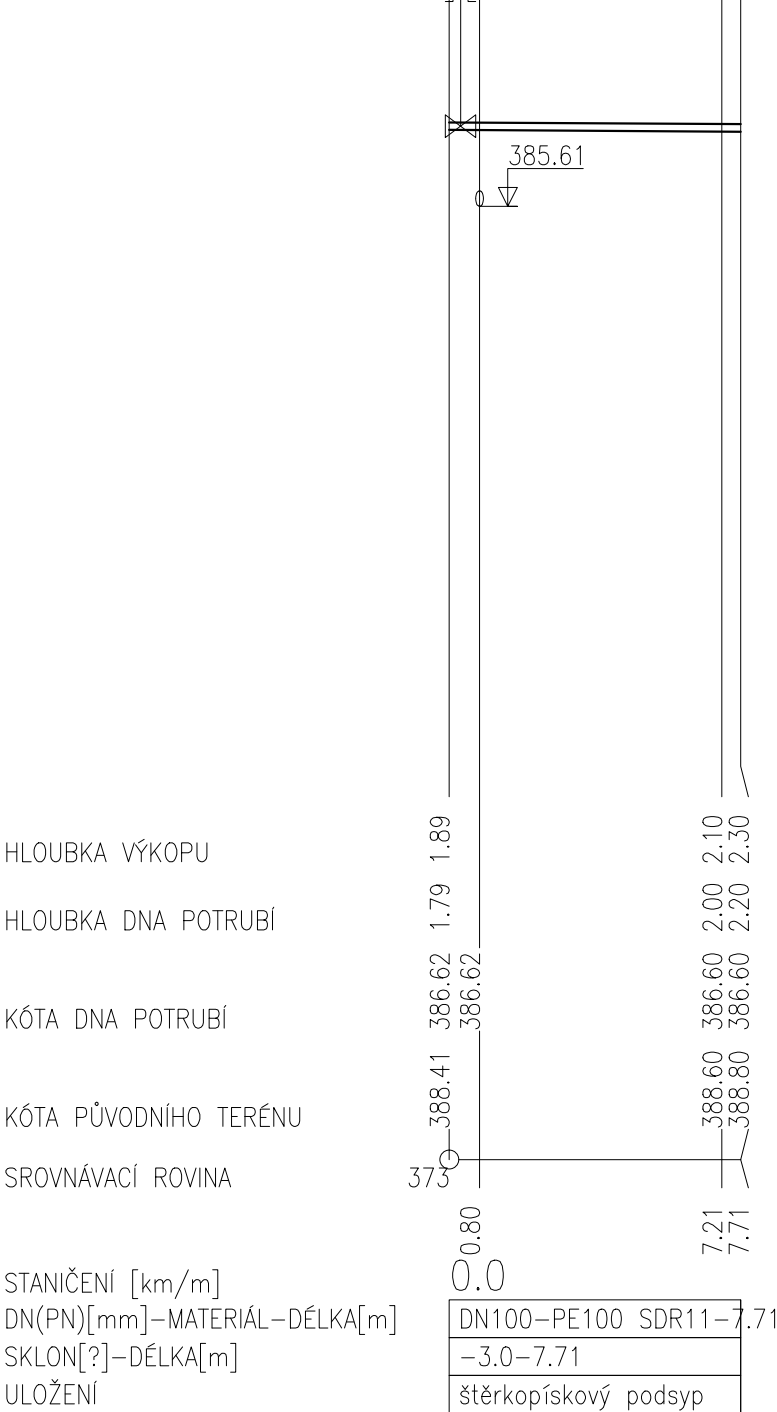 385.61
HLOUBKA VÝKOPU 1.89 2.10 2.30
HLOUBKA DNA POTRUBÍ 1.79 2.00 2.20
KÓTA DNA POTRUBÍ 386.62 386.62 386.60 386.60
KÓTA PŮVODNÍHO TERÉNU 388.41 388.60 388.80
SROVNÁVACÍ ROVINA 373
0.80 7.21 7.71
STANIČENÍ [km/m] 0.0
DN(PN)[mm]-MATERIÁL-DÉLKA[m] DN100-PE100 SDR11-7.71
SKLON[?]-DÉLKA[m] -3.0-7.71
ULOŽENÍ štěrkopískový podsyp